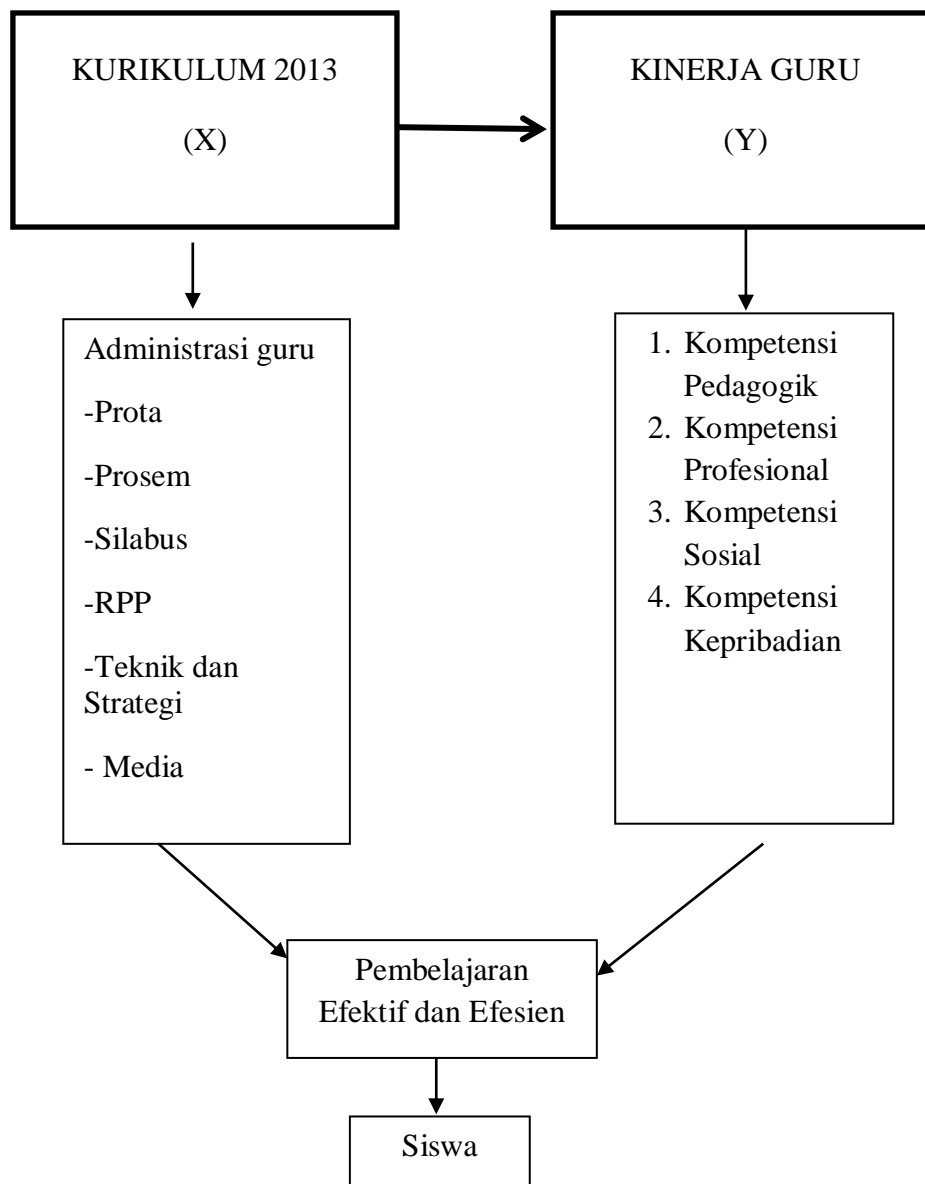 KURIKULUM 2013
(X)
KINERJA GURU
(Y)
Administrasi guru
-Prota
-Prosem
-Silabus
-RPP
-Teknik dan
Strategi
- Media
1. Kompetensi
Pedagogik
2. Kompetensi
Profesional
3. Kompetensi
Sosial
4. Kompetensi
Kepribadian
Pembelajaran
Efektif dan Efesien
Siswa